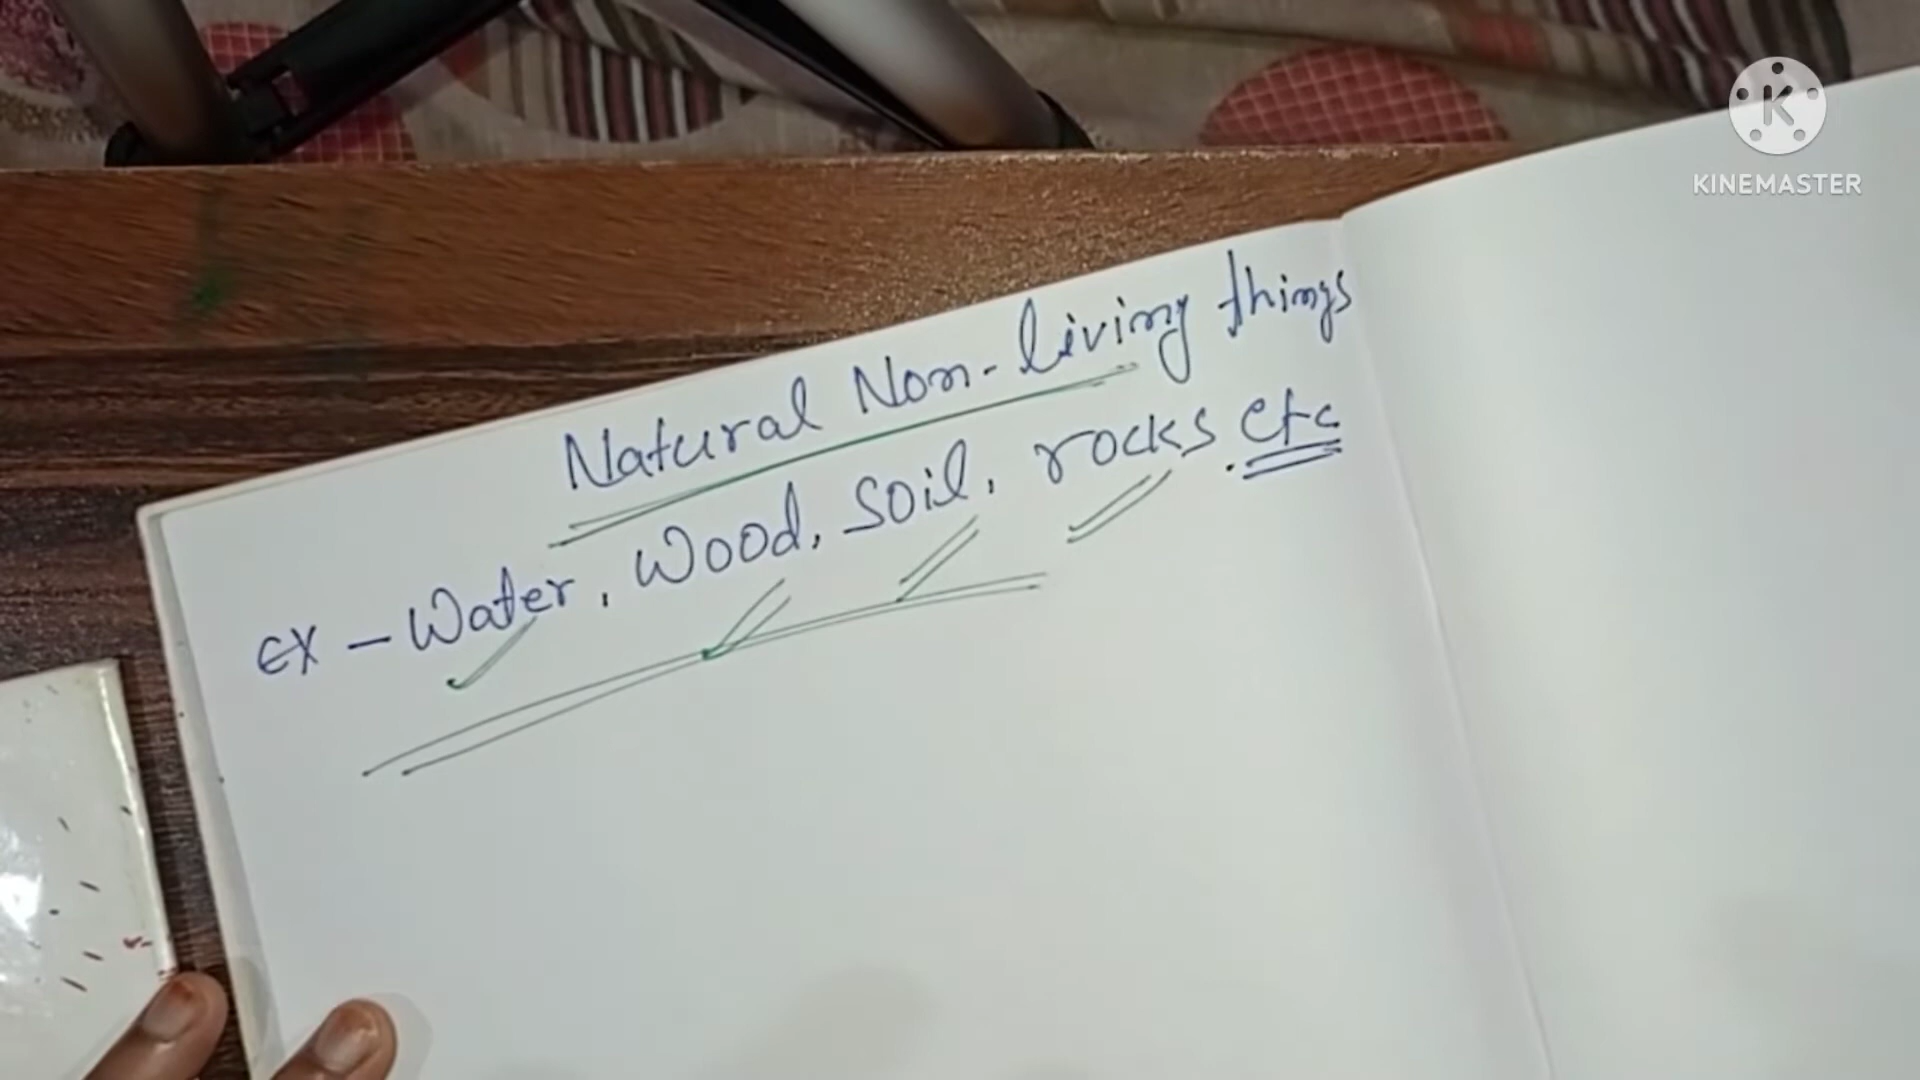 Natural Non-living things
Ex - Water, Wood, Soil, rocks etc
KINEMASTER